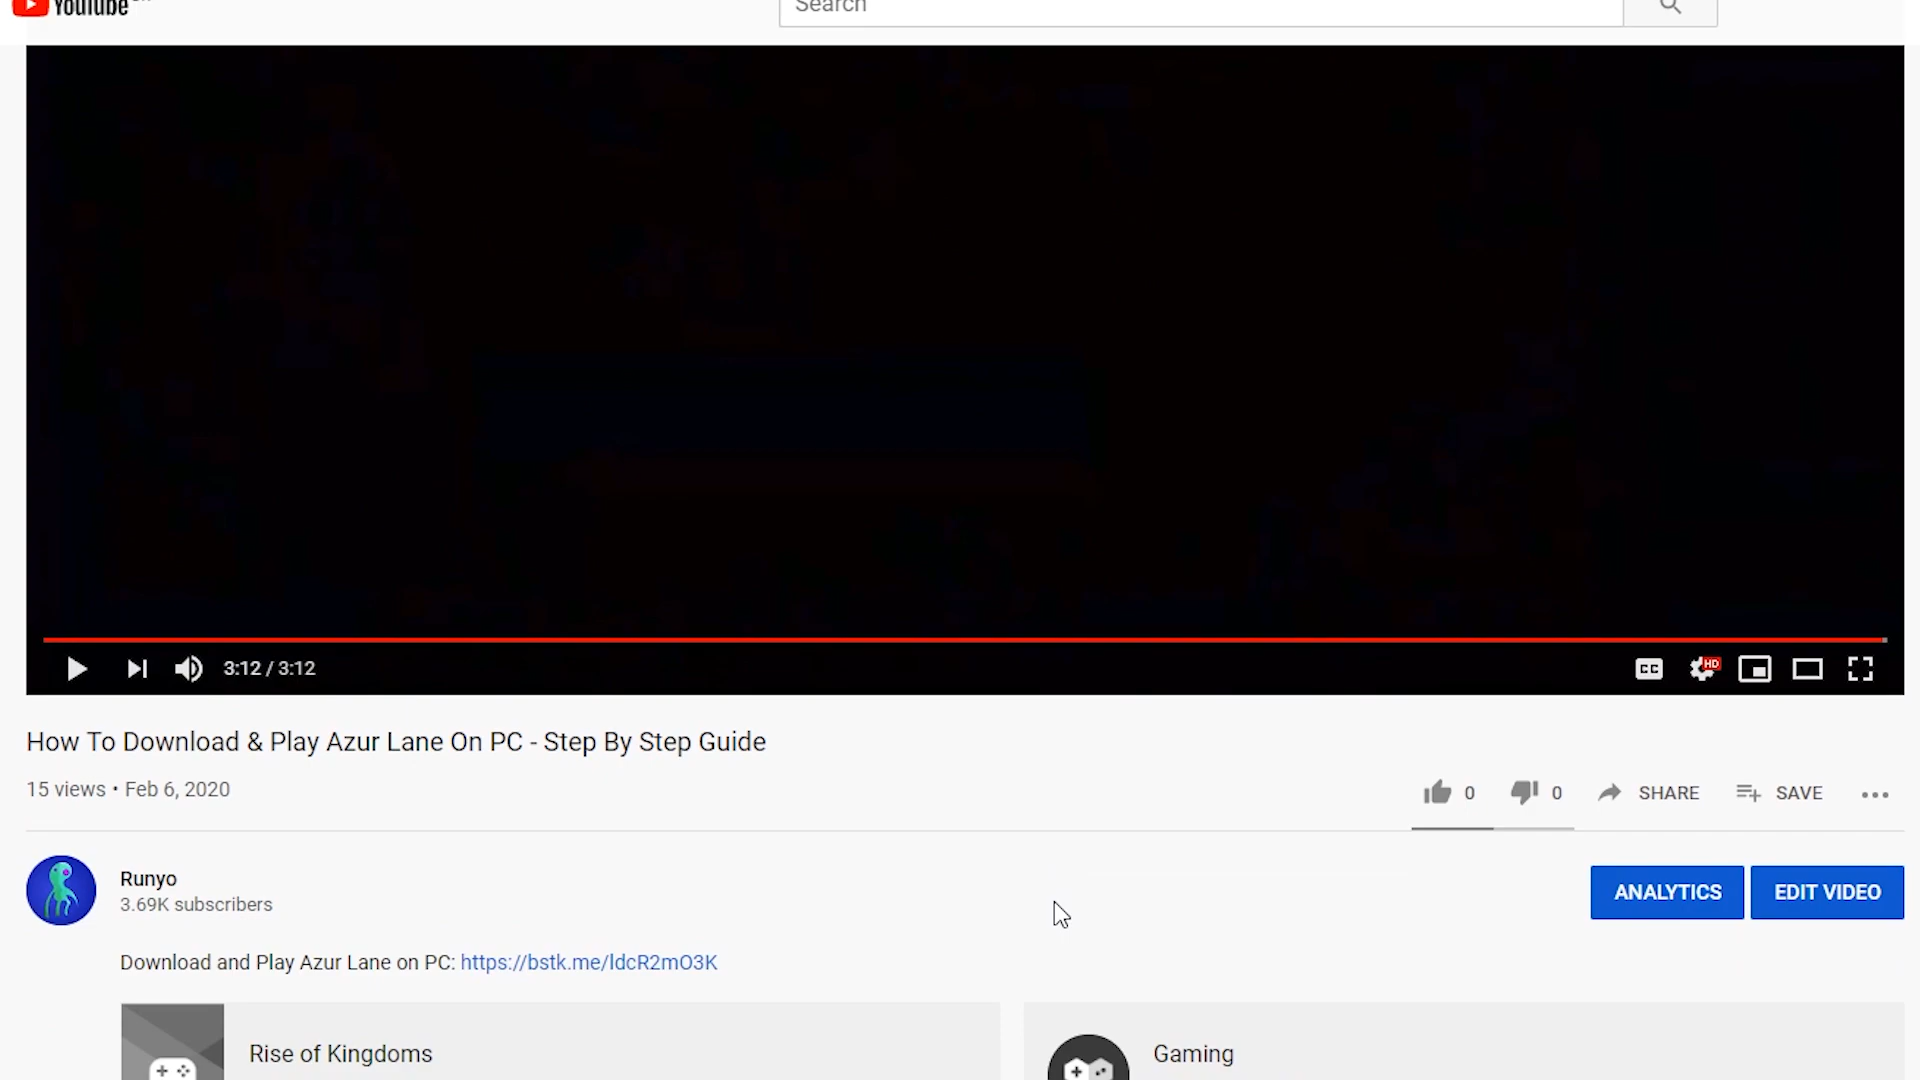 YouTube
Search
3:12 / 3:12
CC
HD
How To Download & Play Azur Lane On PC - Step By Step Guide
15 views • Feb 6, 2020
0
0
SHARE
SAVE
Runyo
3.69K subscribers
ANALYTICS
EDIT VIDEO
Download and Play Azur Lane on PC: https://bstk.me/ldcR2mO3K
Rise of Kingdoms
Gaming